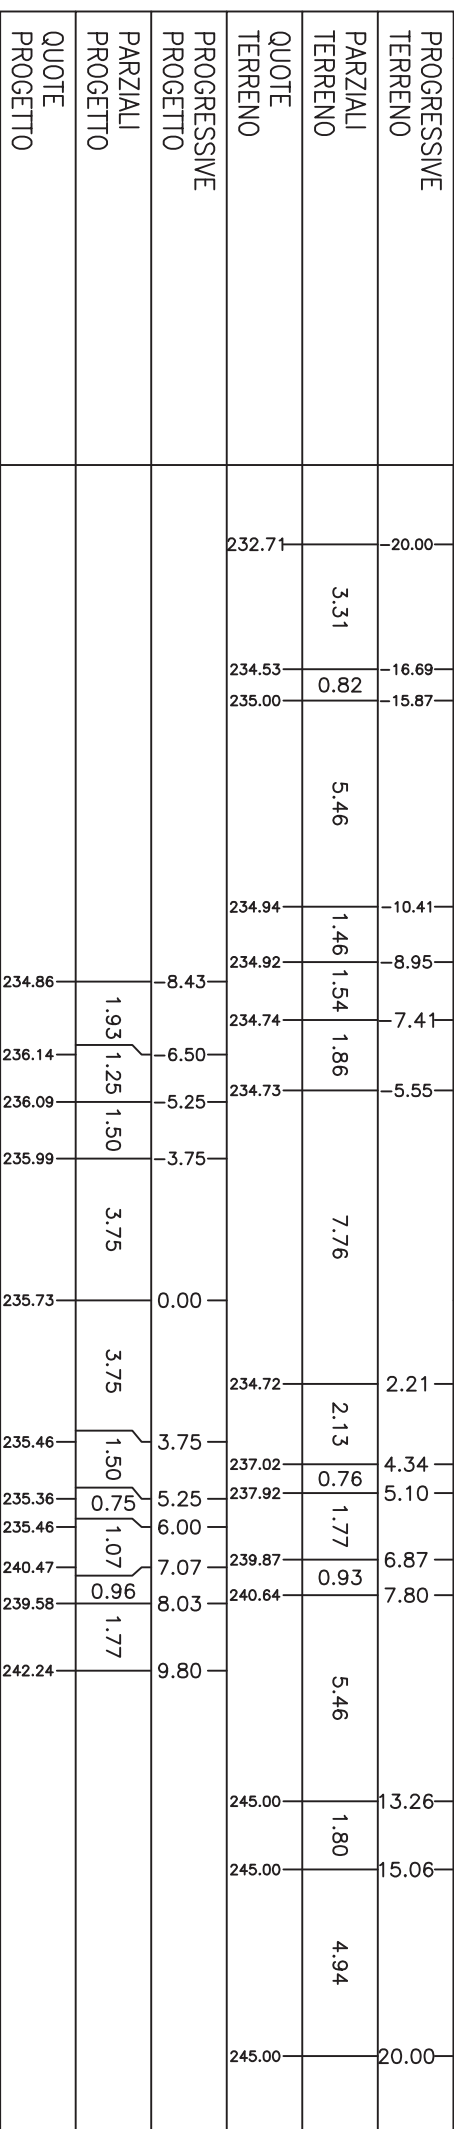 PROGRESSIVE
TERRENO
-20.00 -16.69 -15.87 -10.41 -8.95 -7.41 -5.55 2.21 4.34 5.10 6.87 7.80 13.26 15.06 20.00
PARZIALI
TERRENO
3.31 0.82 5.46 1.46 1.54 1.86 7.76 2.13 0.76 1.77 0.93 5.46 1.80 4.94
QUOTE
TERRENO
232.71 234.53 235.00 234.94 234.92 234.74 234.73 234.72 237.02 237.92 239.87 240.64 245.00 245.00 245.00
PROGRESSIVE
PROGETTO
-8.43 -6.50 -5.25 -3.75 0.00 3.75 5.25 6.00 7.07 8.03 9.80
PARZIALI
PROGETTO
1.93 1.25 1.50 3.75 3.75 1.50 0.75 1.07 0.96 1.77
QUOTE
PROGETTO
234.86 236.14 236.09 235.99 235.73 235.46 235.36 235.46 240.47 239.58 242.24